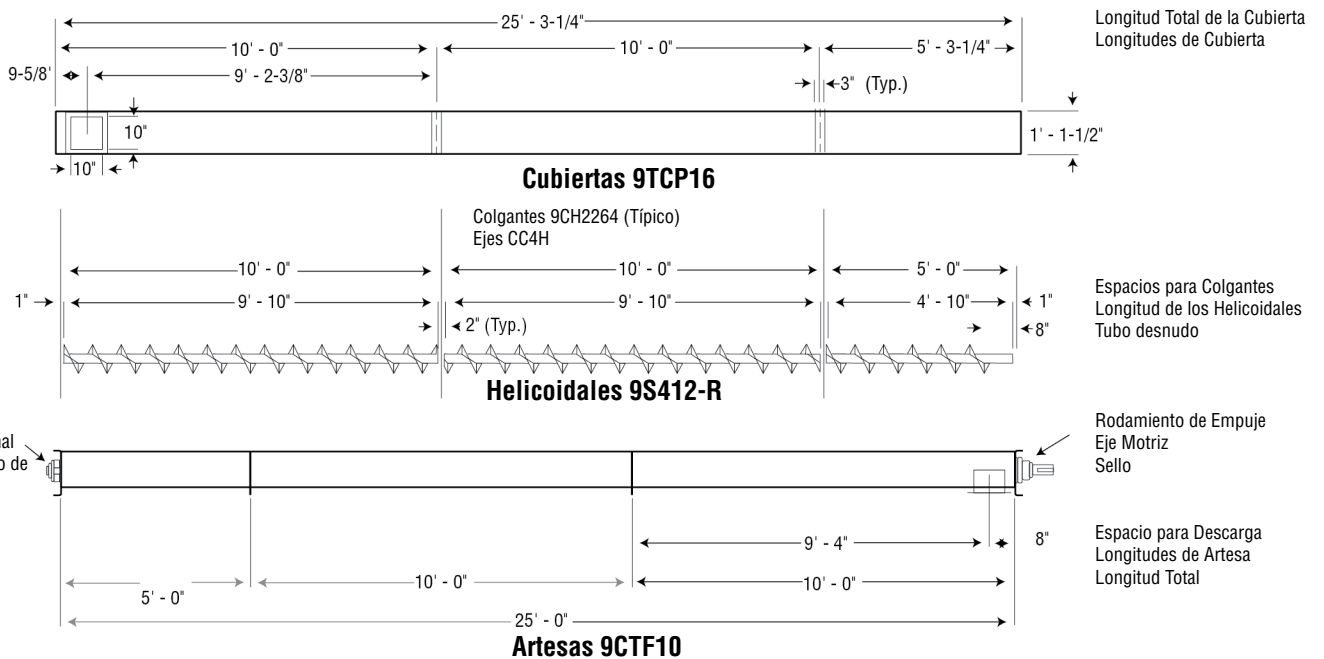 25' - 3-1/4"
Longitud Total de la Cubierta
10' - 0"
10' - 0"
5' - 3-1/4"
Longitudes de Cubierta
9-5/8'
9' - 2-3/8"
3" (Typ.)
10"
1' - 1-1/2"
10"
Cubiertas 9TCP16
Colgantes 9CH2264 (Típico)
Ejes CC4H
10' - 0"
10' - 0"
5' - 0"
Espacios para Colgantes
1"
9' - 10"
9' - 10"
4' - 10"
1"
Longitud de los Helicoidales
2" (Typ.)
8"
Tubo desnudo
Helicoidales 9S412-R
Rodamiento de Empuje
Eje Motriz
Sello
9' - 4"
8"
Espacio para Descarga
5' - 0"
10' - 0"
10' - 0"
Longitudes de Artesa
25' - 0"
Longitud Total
Artesas 9CTF10